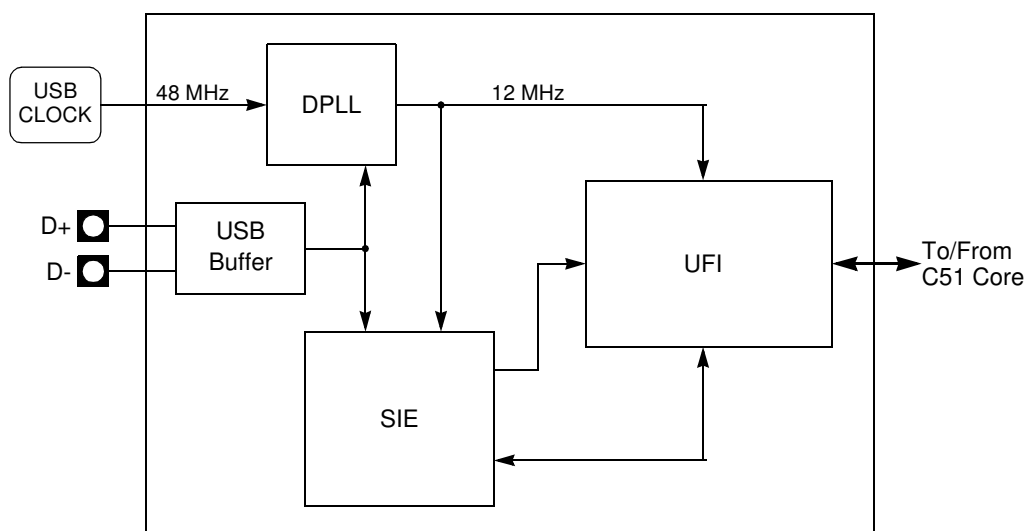 USB
CLOCK
48 MHz
DPLL
12 MHz
D+
D-
USB
Buffer
UFI
To/From
C51 Core
SIE